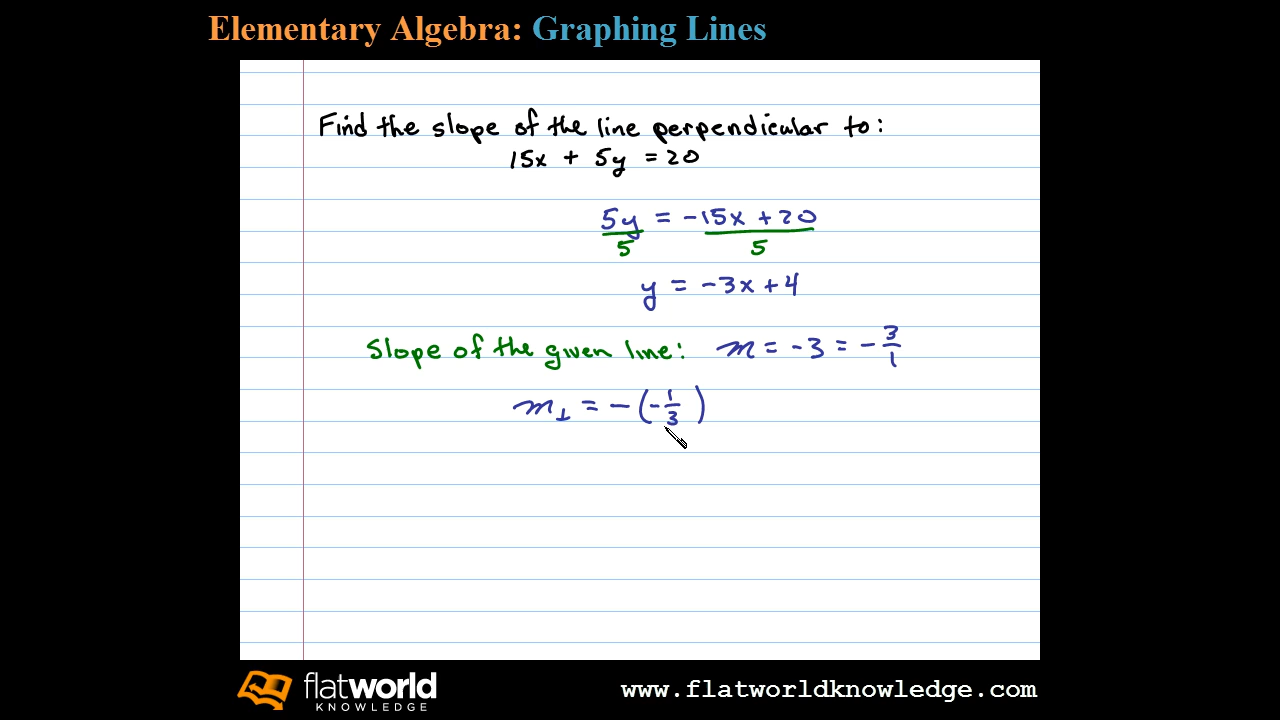 Elementary Algebra: Graphing Lines
Find the slope of the line perpendicular to:
15x + 5y = 20
5y/5 = -15x + 20/5
y = -3x + 4
Slope of the given line: m = -3 = -3/1
m⊥ = -(-1/3)
flatworld
KNOWLEDGE
www.flatworldknowledge.com